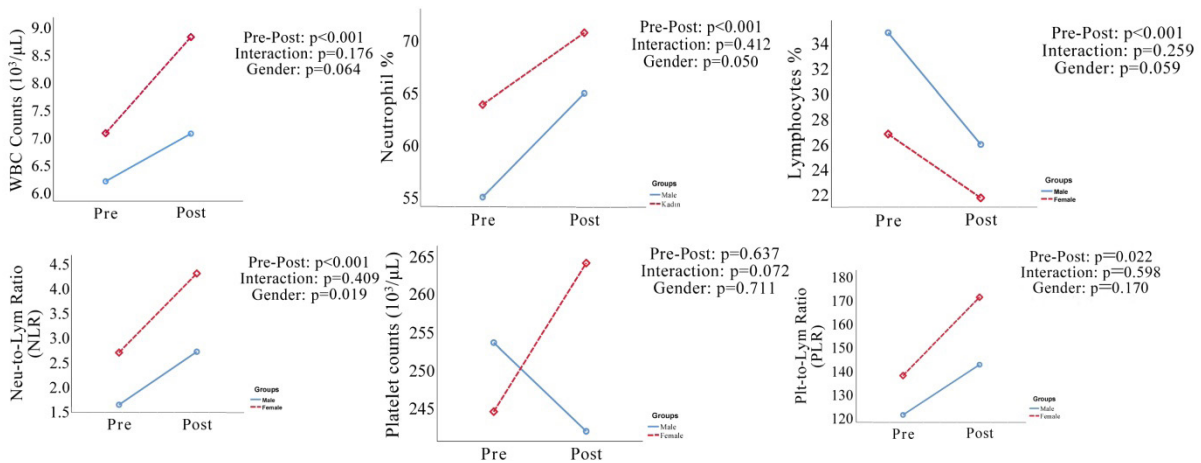 WBC Counts (10³/µL)
9.0
8.5
8.0
7.5
7.0
6.5
6.0
Pre
Post
Pre-Post: p<0.001
Interaction: p=0.176
Gender: p=0.064
Neutrophil %
70
65
60
55
Pre
Post
Pre-Post: p<0.001
Interaction: p=0.412
Gender: p=0.050
Groups
Male
Kadın
Lymphocytes %
34
32
30
28
26
24
22
Pre
Post
Pre-Post: p<0.001
Interaction: p=0.259
Gender: p=0.059
Groups
Male
Female
Neu-to-Lym Ratio
(NLR)
4.5
4.0
3.5
3.0
2.5
2.0
1.5
Pre
Post
Pre-Post: p<0.001
Interaction: p=0.409
Gender: p=0.019
Groups
Male
Female
Platelet counts (10³/µL)
265
260
255
250
245
Pre
Post
Pre-Post: p=0.637
Interaction: p=0.072
Gender: p=0.711
Groups
Male
Female
Plt-to-Lym Ratio
(PLR)
180
170
160
150
140
130
120
Pre
Post
Pre-Post: p=0.022
Interaction: p=0.598
Gender: p=0.170
Groups
Male
Female